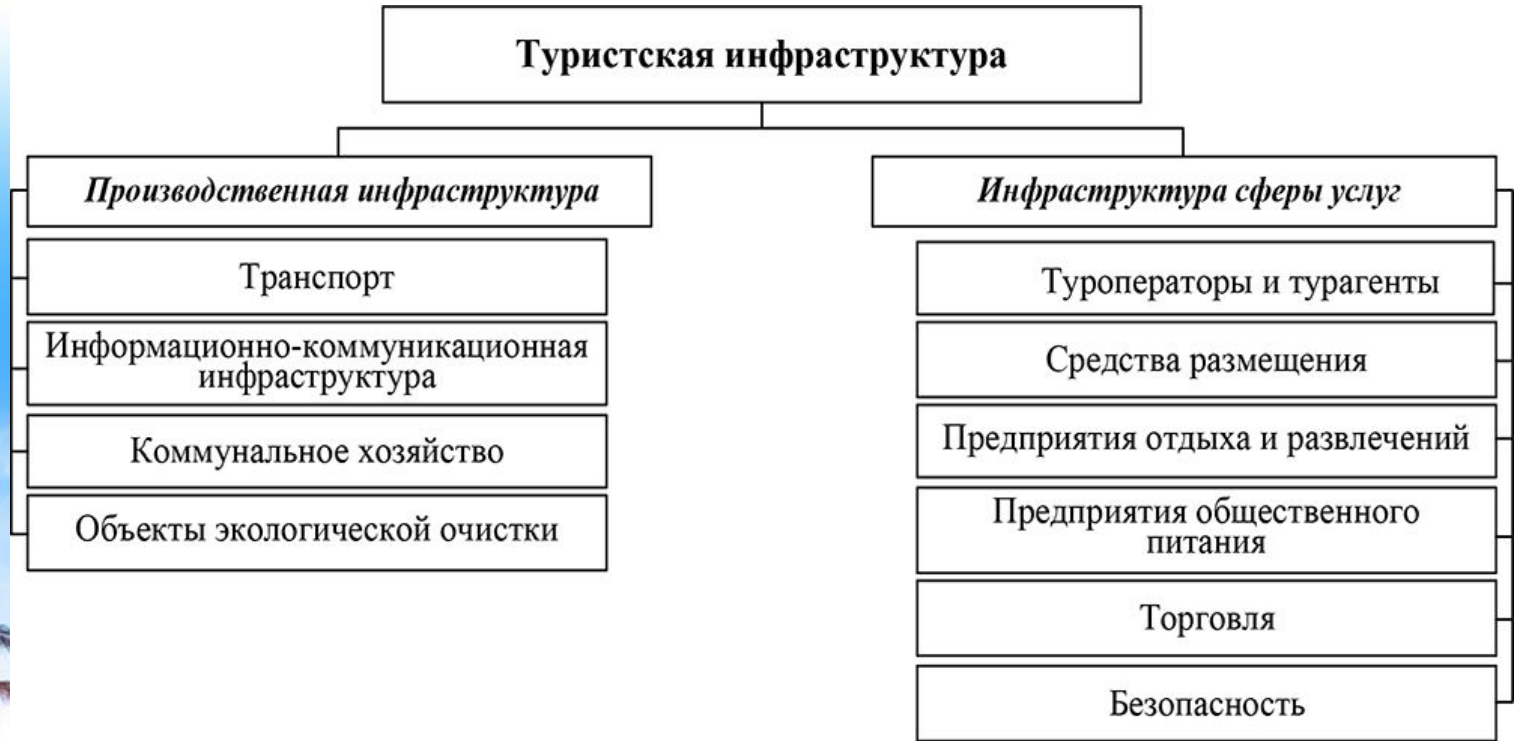 Туристская инфраструктура
Производственная инфраструктура
Транспорт
Информационно-коммуникационная
инфраструктура
Коммунальное хозяйство
Объекты экологической очистки
Инфраструктура сферы услуг
Туроператоры и турагенты
Средства размещения
Предприятия отдыха и развлечений
Предприятия общественного
питания
Торговля
Безопасность